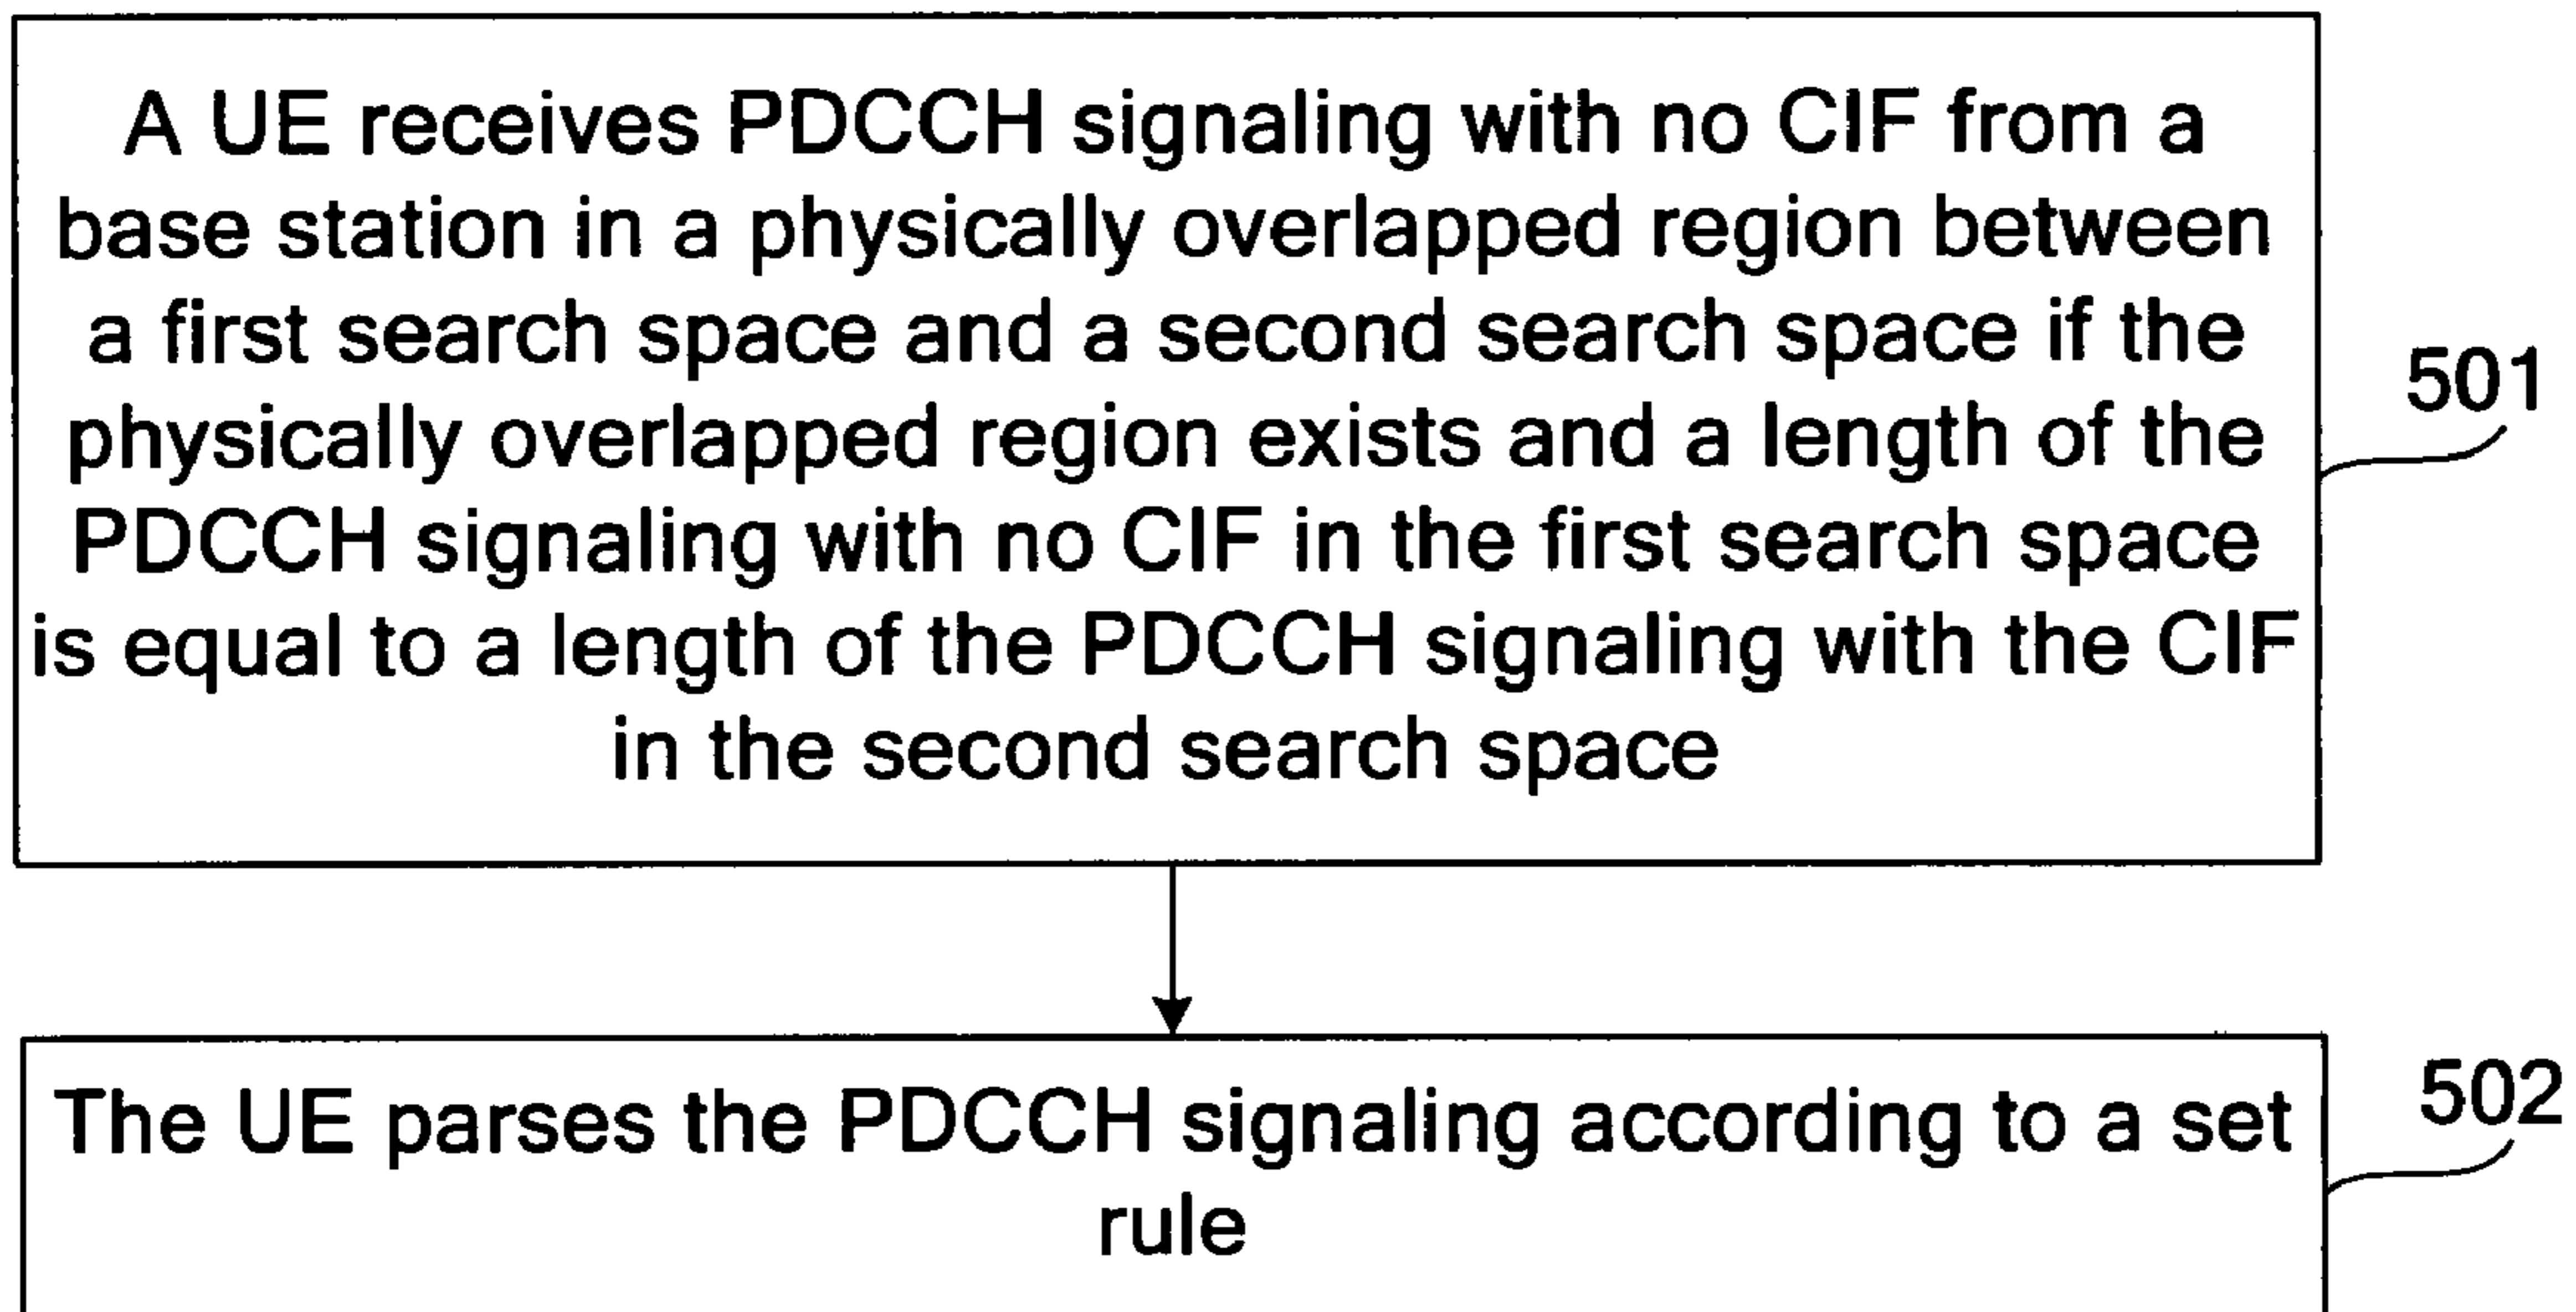 A UE receives PDCCH signaling with no CIF from a
base station in a physically overlapped region between
a first search space and a second search space if the
physically overlapped region exists and a length of the
PDCCH signaling with no CIF in the first search space
is equal to a length of the PDCCH signaling with the CIF
in the second search space
501
The UE parses the PDCCH signaling according to a set
rule
502